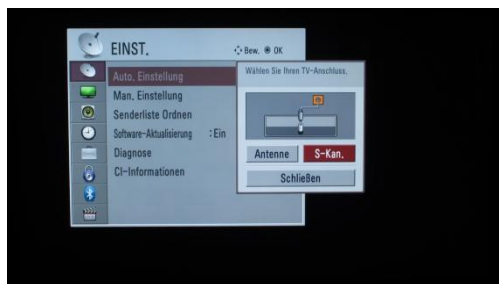 EINST.
Bew. OK
Auto. Einstellung
Man. Einstellung
Senderliste Ordnen
Software-Aktualisierung : Ein
Diagnose
CI-Informationen
Wählen Sie Ihren TV-Anschluss.
Antenne
S-Kan.
Schließen